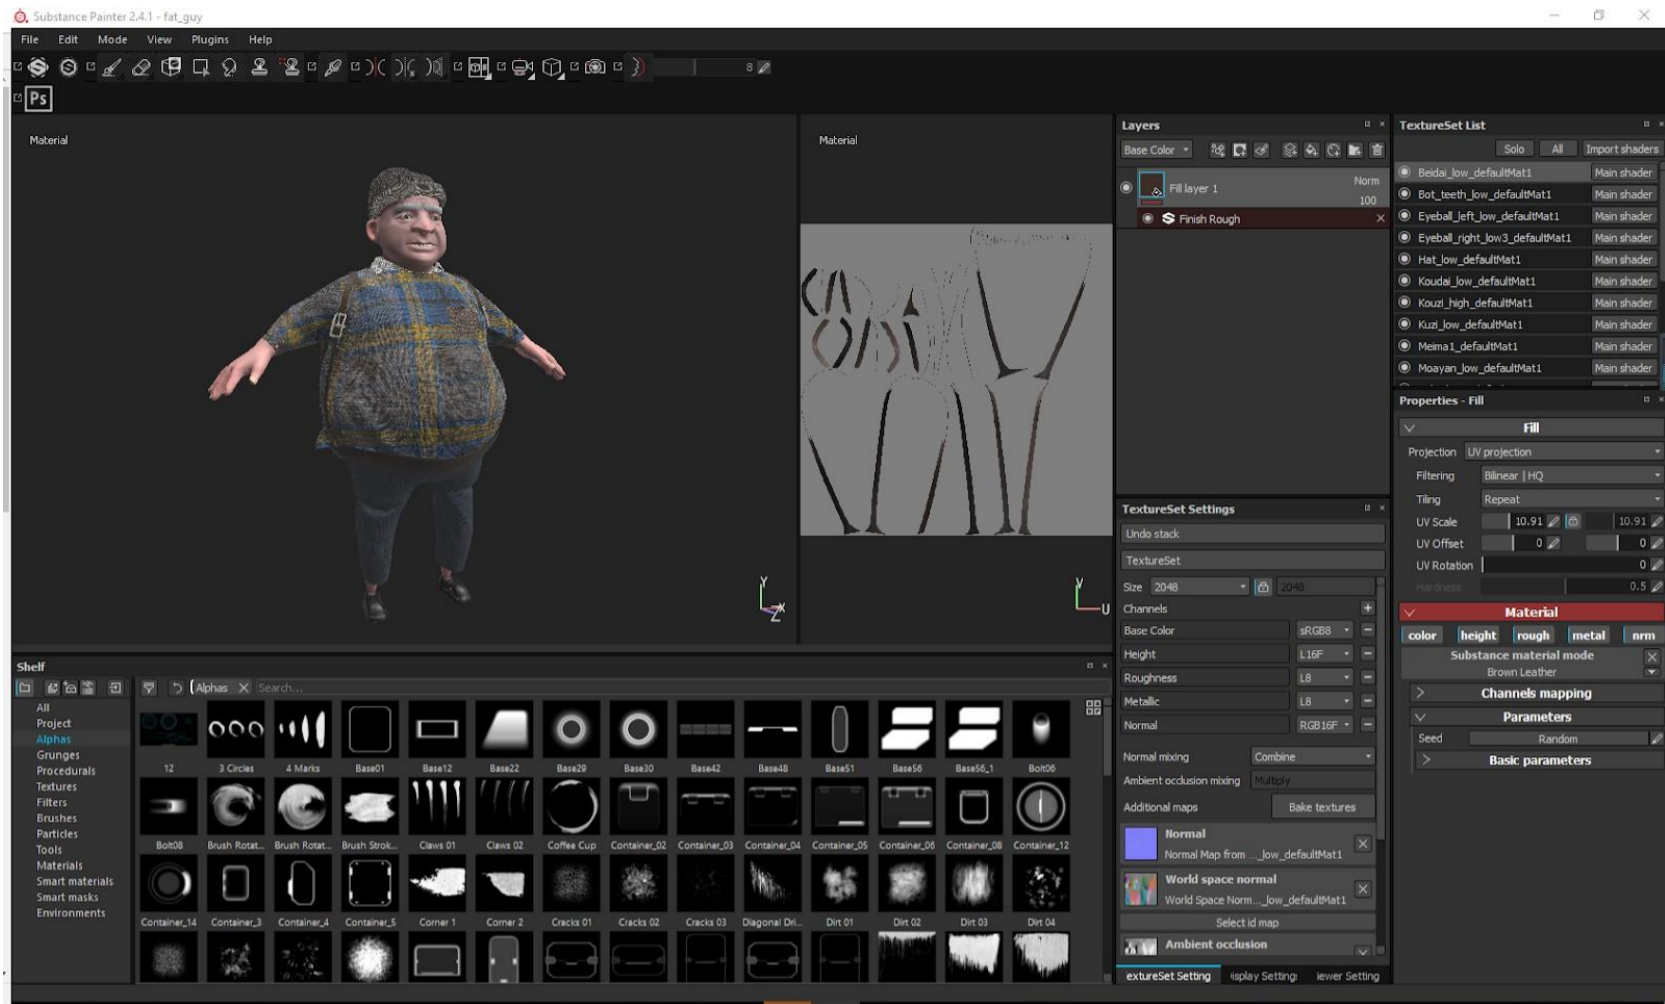 Substance Painter 2.4.1 - fat_guy
File Edit Mode View Plugins Help
8
Ps
Material
Material
Y
Z
X
V
U
Layers
Base Color
Fill layer 1
Norm
100
Finish Rough
TextureSet List
Solo All Import shaders
Beidai_low_defaultMat1 Main shader
Bot_teeth_low_defaultMat1 Main shader
Eyeball_left_low_defaultMat1 Main shader
Eyeball_right_low3_defaultMat1 Main shader
Hat_low_defaultMat1 Main shader
Koudai_low_defaultMat1 Main shader
Kouzi_high_defaultMat1 Main shader
Kuzi_low_defaultMat1 Main shader
Meima1_defaultMat1 Main shader
Moayan_low_defaultMat1 Main shader
Properties - Fill
Fill
Projection UV projection
Filtering Bilinear | HQ
Tiling Repeat
UV Scale 10.91 10.91
UV Offset 0 0
UV Rotation 0
Hardness 0.5
Material
color height rough metal nrm
Substance material mode
Brown Leather
Channels mapping
Parameters
Seed Random
Basic parameters
TextureSet Settings
Undo stack
TextureSet
Size 2048 2048
Channels
Base Color sRGB8
Height L16F
Roughness L8
Metallic L8
Normal RGB16F
Normal mixing Combine
Ambient occlusion mixing Multiply
Additional maps Bake textures
Normal
Normal Map from ..._low_defaultMat1
World space normal
World Space Norm..._low_defaultMat1
Select id map
Ambient occlusion
extureSet Setting isplay Setting iewer Setting
Shelf
Alphas Search...
All
Project
Alphas
Grunges
Procedurals
Textures
Filters
Brushes
Particles
Tools
Materials
Smart materials
Smart masks
Environments
12 3 Circles 4 Marks Base01 Base12 Base22 Base29 Base30 Base42 Base48 Base51 Base56 Base56_1 Bolt06
Bolt08 Brush Rotat... Brush Rotat... Brush Strok... Claws 01 Claws 02 Coffee Cup Container_02 Container_03 Container_04 Container_05 Container_06 Container_08 Container_12
Container_14 Container_3 Container_4 Container_5 Corner 1 Corner 2 Cracks 01 Cracks 02 Cracks 03 Diagonal Dri... Dirt 01 Dirt 02 Dirt 03 Dirt 04